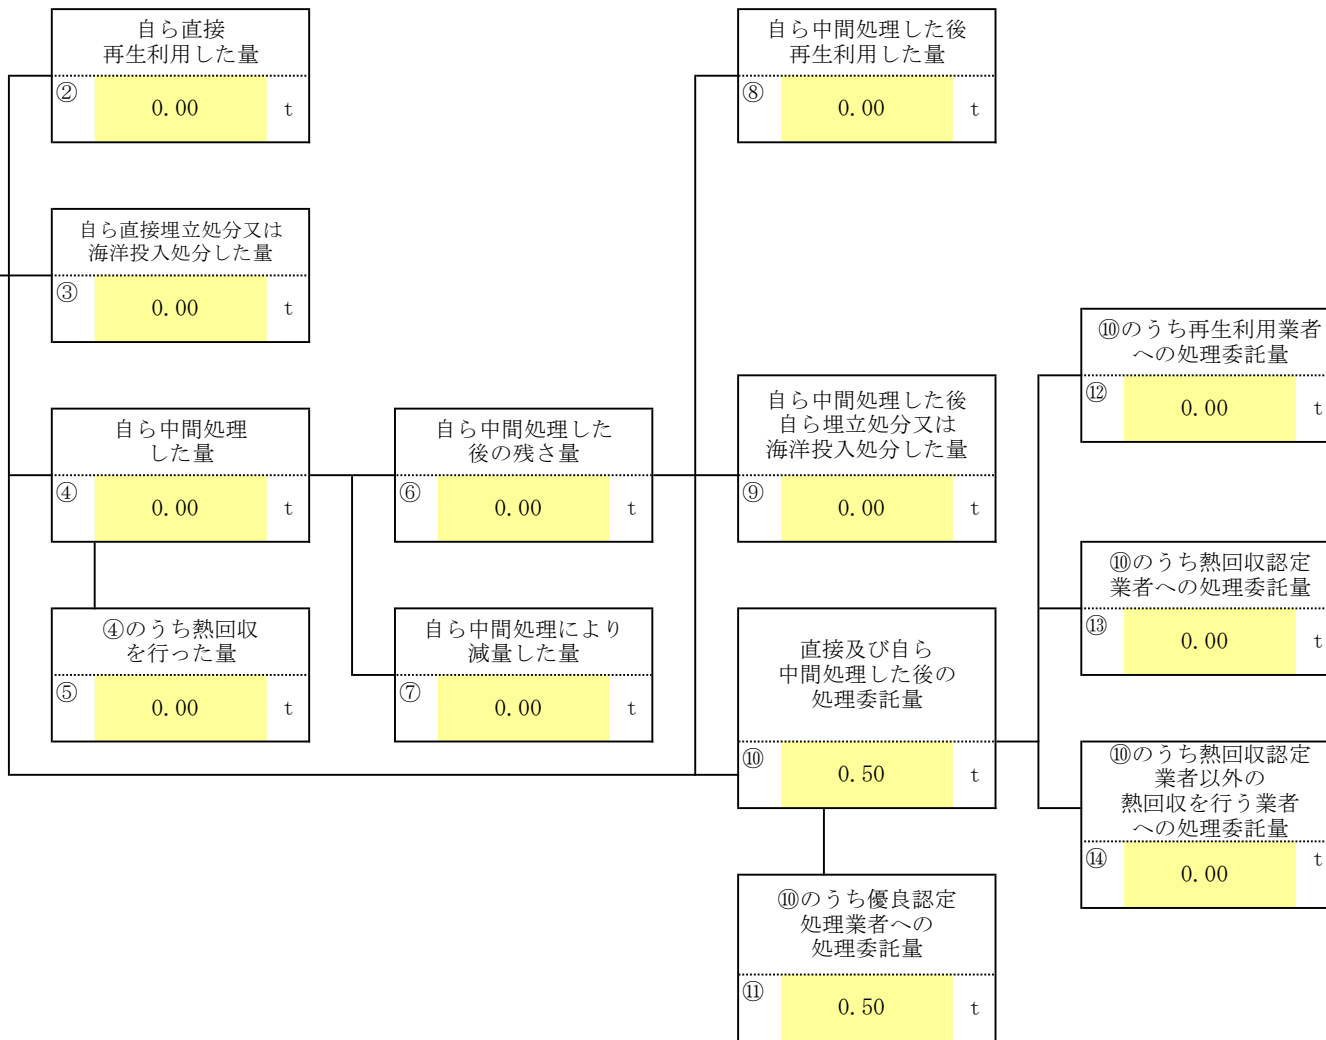 自ら直接
再生利用した量
② 0.00 t
自ら中間処理した後
再生利用した量
⑧ 0.00 t
自ら直接埋立処分又は
海洋投入処分した量
③ 0.00 t
⑩のうち再生利用業者
への処理委託量
⑫ 0.00 t
自ら中間処理
した量
④ 0.00 t
自ら中間処理した
後の残さ量
⑥ 0.00 t
自ら中間処理した後
自ら埋立処分又は
海洋投入処分した量
⑨ 0.00 t
⑩のうち熱回収認定
業者への処理委託量
⑬ 0.00 t
④のうち熱回収
を行った量
⑤ 0.00 t
自ら中間処理により
減量した量
⑦ 0.00 t
直接及び自ら
中間処理した後の
処理委託量
⑩ 0.50 t
⑩のうち熱回収認定
業者以外の
熱回収を行う業者
への処理委託量
⑭ 0.00 t
⑩のうち優良認定
処理業者への
処理委託量
⑪ 0.50 t